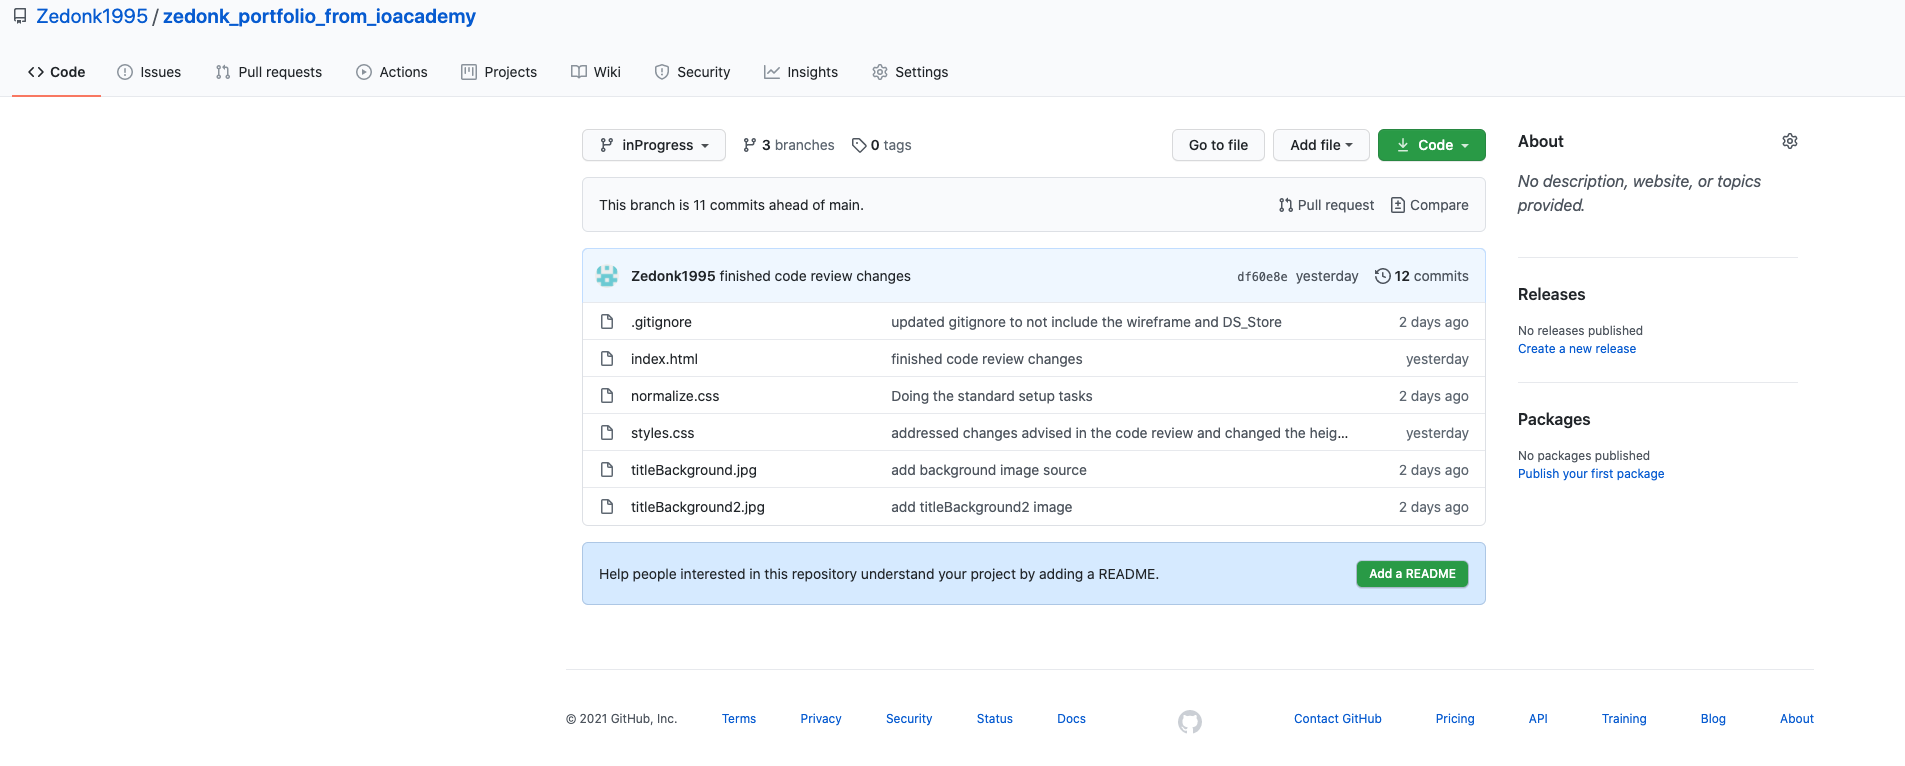 Zedonk1995 / zedonk_portfolio_from_ioacademy
Code Issues Pull requests Actions Projects Wiki Security Insights Settings
inProgress 3 branches 0 tags Go to file Add file Code
This branch is 11 commits ahead of main. Pull request Compare
Zedonk1995 finished code review changes df60e8e yesterday 12 commits
.gitignore updated gitignore to not include the wireframe and DS_Store 2 days ago
index.html finished code review changes yesterday
normalize.css Doing the standard setup tasks 2 days ago
styles.css addressed changes advised in the code review and changed the heig... yesterday
titleBackground.jpg add background image source 2 days ago
titleBackground2.jpg add titleBackground2 image 2 days ago
Help people interested in this repository understand your project by adding a README. Add a README
About
No description, website, or topics
provided.
Releases
No releases published
Create a new release
Packages
No packages published
Publish your first package
© 2021 GitHub, Inc. Terms Privacy Security Status Docs Contact GitHub Pricing API Training Blog About